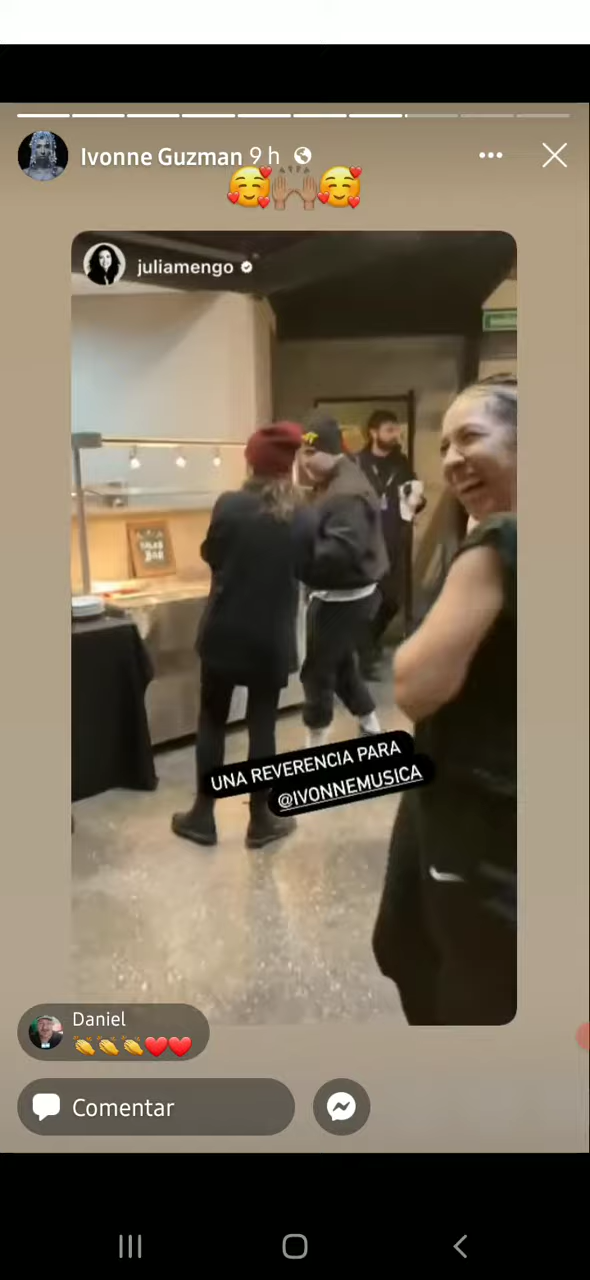 Ivonne Guzman 9 h
juliamengo
UNA REVERENCIA PARA
@IVONNEMUSICA
Daniel
Comentar